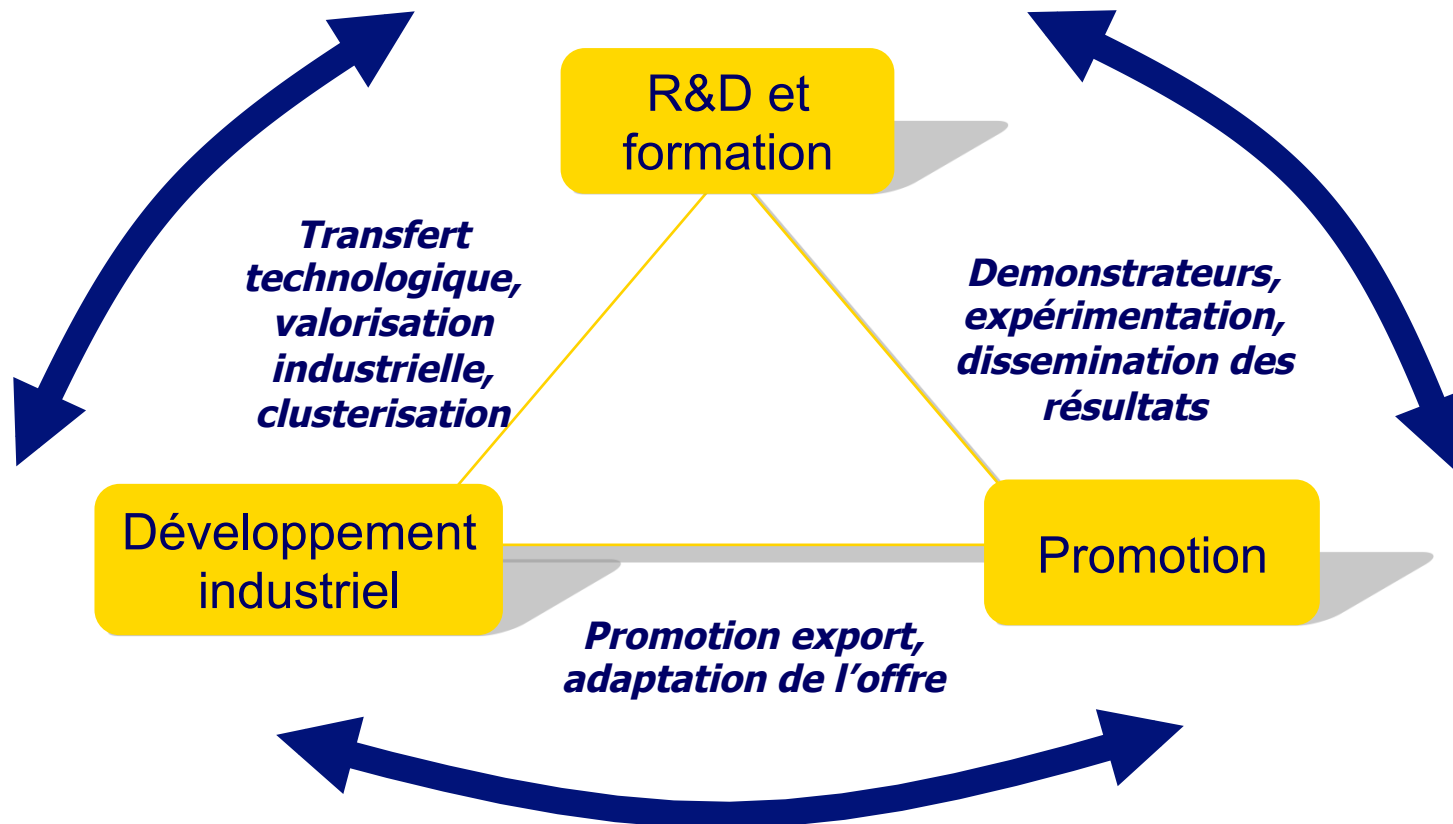 R&D et
formation
Transfert
technologique,
valorisation
industrielle,
clusterisation
Demonstrateurs,
expérimentation,
dissemination des
résultats
Développement
industriel
Promotion
Promotion export,
adaptation de l’offre